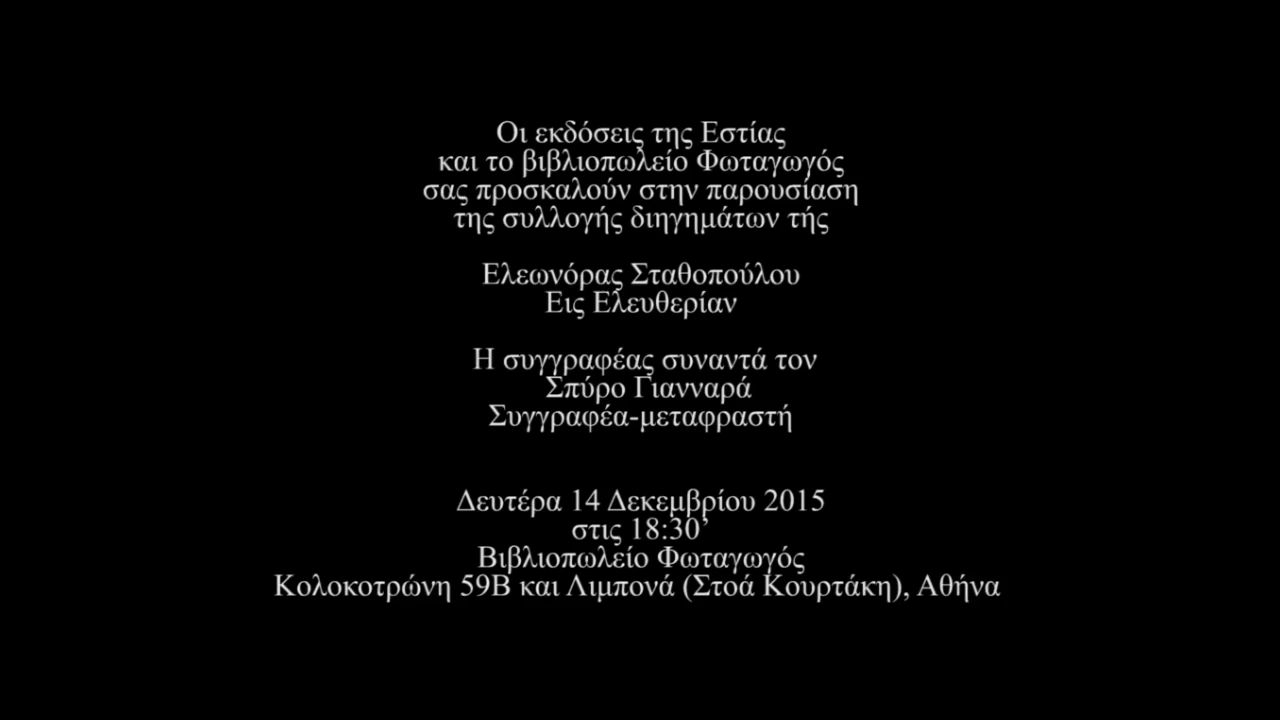 Οι εκδόσεις της Εστίας
και το βιβλιοπωλείο Φωταγωγός
σας προσκαλούν στην παρουσίαση
της συλλογής διηγημάτων τής
Ελεωνόρας Σταθοπούλου
Εις Ελευθερίαν
Η συγγραφέας συναντά τον
Σπύρο Γιανναρά
Συγγραφέα-μεταφραστή
Δευτέρα 14 Δεκεμβρίου 2015
στις 18:30’
Βιβλιοπωλείο Φωταγωγός
Κολοκοτρώνη 59Β και Λιμπονά (Στοά Κουρτάκη), Αθήνα